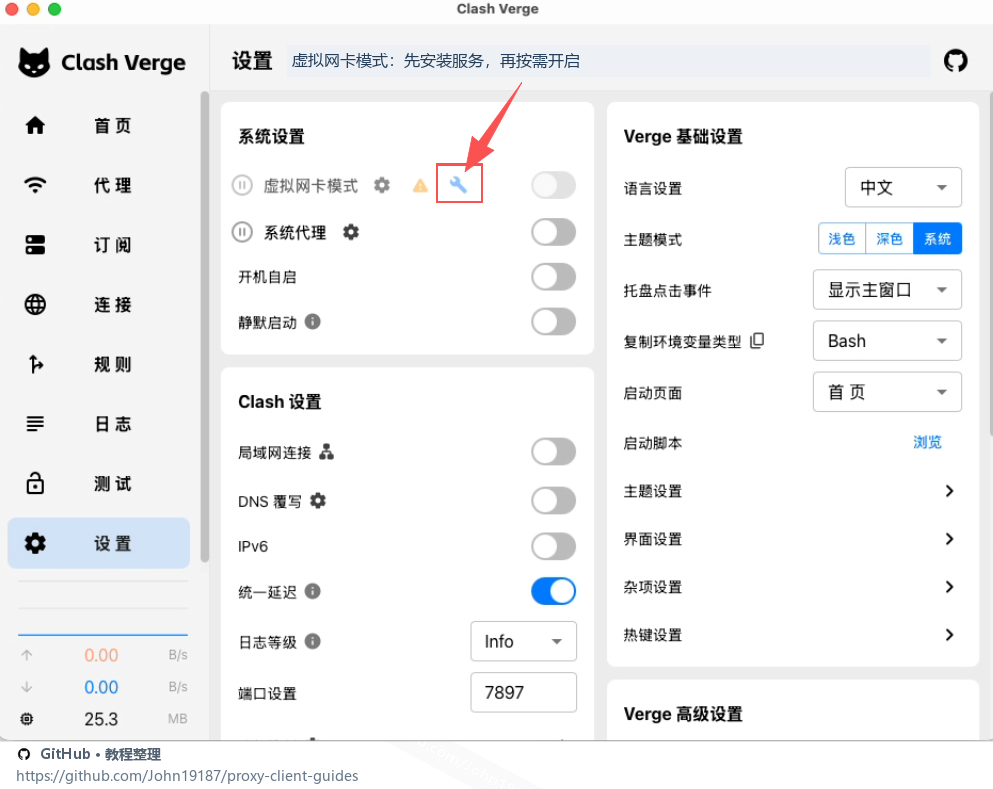 Clash Verge
Clash Verge
首 页
代 理
订 阅
连 接
规 则
日 志
测 试
设 置
0.00 B/s
0.00 B/s
25.3 MB
设置
虚拟网卡模式：先安装服务，再按需开启
系统设置
虚拟网卡模式
系统代理
开机自启
静默启动
Clash 设置
局域网连接
DNS 覆写
IPv6
统一延迟
日志等级 Info
端口设置 7897
Verge 基础设置
语言设置 中文
主题模式 浅色 深色 系统
托盘点击事件 显示主窗口
复制环境变量类型 Bash
启动页面 首 页
启动脚本 浏览
主题设置
界面设置
杂项设置
热键设置
Verge 高级设置
GitHub • 教程整理
https://github.com/John19187/proxy-client-guides